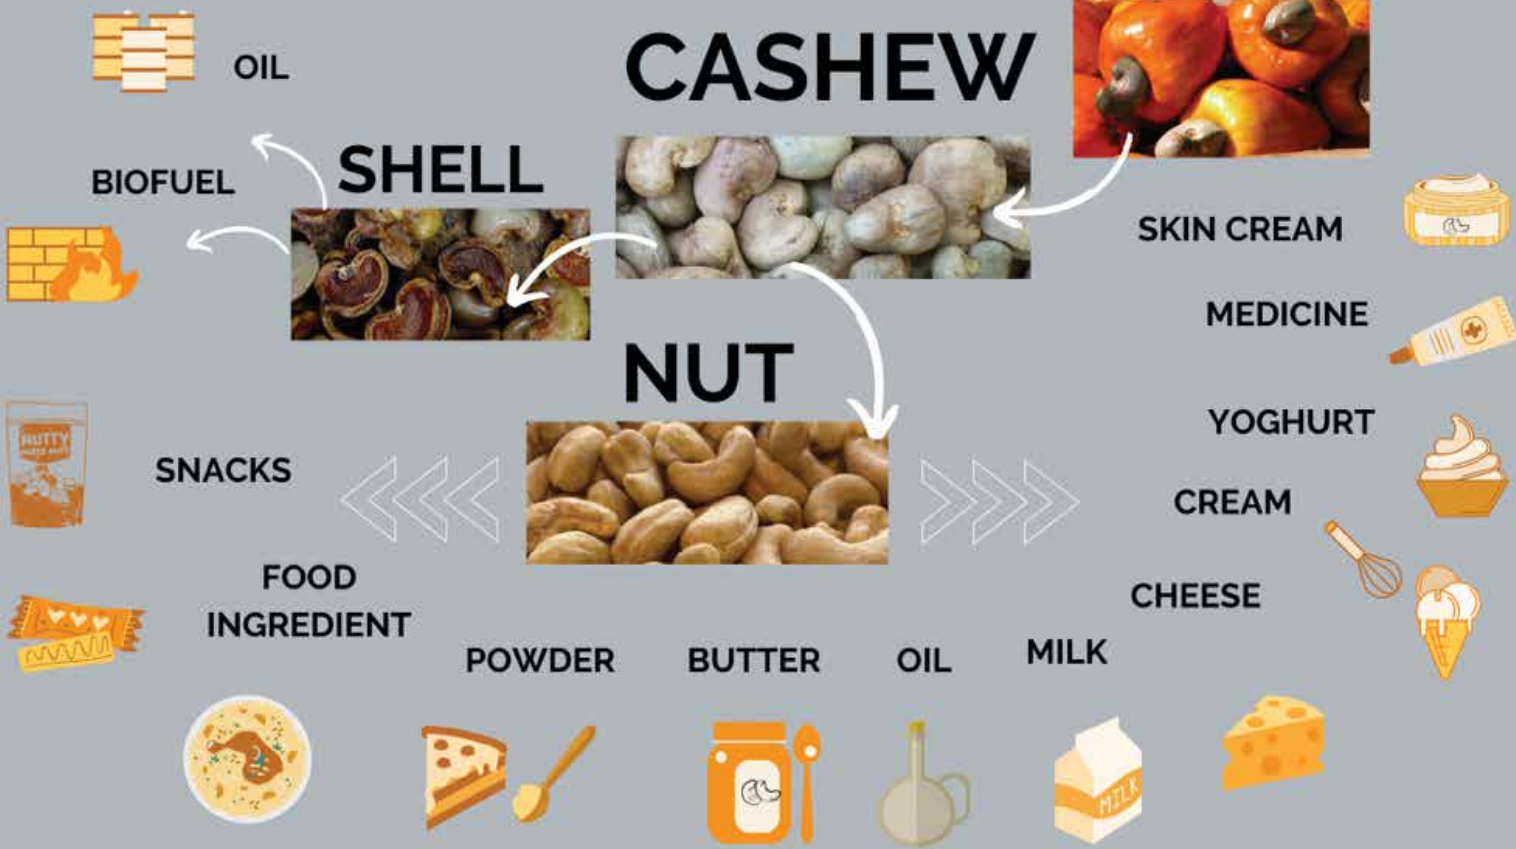 CASHEW
OIL
SHELL
BIOFUEL
SKIN CREAM
MEDICINE
NUT
YOGHURT
NUTTY
SNACKS
CREAM
FOOD
INGREDIENT
CHEESE
POWDER
BUTTER
OIL
MILK
MILK